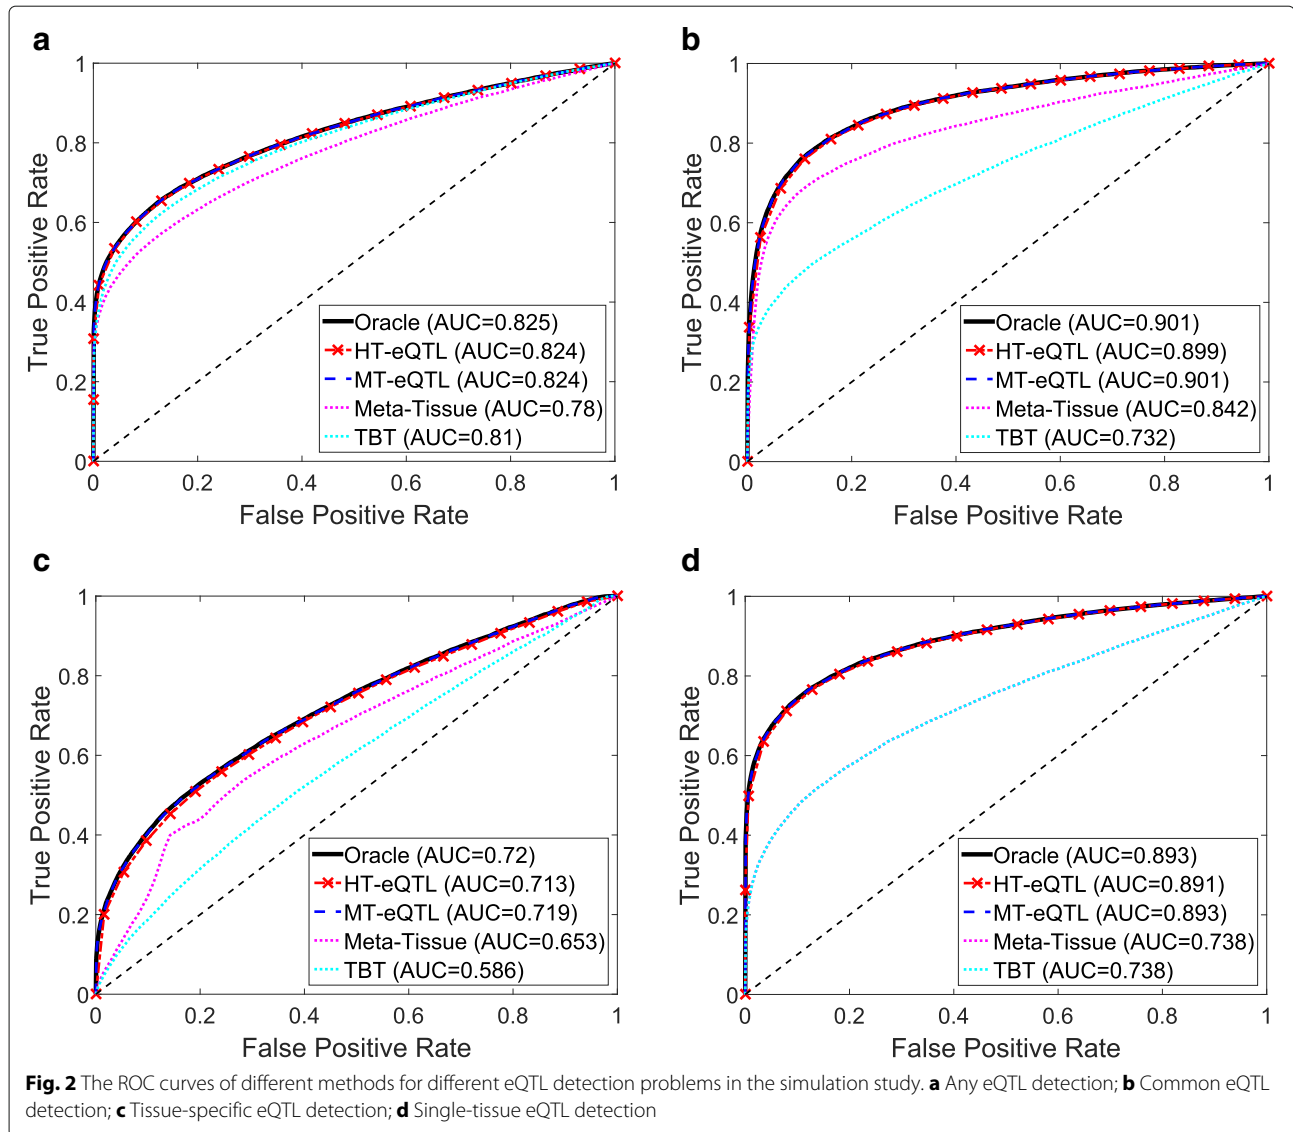 a
1
0.8
0.6
0.4
0.2
0
True Positive Rate
Oracle (AUC=0.825)
HT-eQTL (AUC=0.824)
MT-eQTL (AUC=0.824)
Meta-Tissue (AUC=0.78)
TBT (AUC=0.81)
0 0.2 0.4 0.6 0.8 1
False Positive Rate
b
1
0.8
0.6
0.4
0.2
0
True Positive Rate
Oracle (AUC=0.901)
HT-eQTL (AUC=0.899)
MT-eQTL (AUC=0.901)
Meta-Tissue (AUC=0.842)
TBT (AUC=0.732)
0 0.2 0.4 0.6 0.8 1
False Positive Rate
c
1
0.8
0.6
0.4
0.2
0
True Positive Rate
Oracle (AUC=0.72)
HT-eQTL (AUC=0.713)
MT-eQTL (AUC=0.719)
Meta-Tissue (AUC=0.653)
TBT (AUC=0.586)
0 0.2 0.4 0.6 0.8 1
False Positive Rate
d
1
0.8
0.6
0.4
0.2
0
True Positive Rate
Oracle (AUC=0.893)
HT-eQTL (AUC=0.891)
MT-eQTL (AUC=0.893)
Meta-Tissue (AUC=0.738)
TBT (AUC=0.738)
0 0.2 0.4 0.6 0.8 1
False Positive Rate
Fig. 2 The ROC curves of different methods for different eQTL detection problems in the simulation study. a Any eQTL detection; b Common eQTL
detection; c Tissue-specific eQTL detection; d Single-tissue eQTL detection